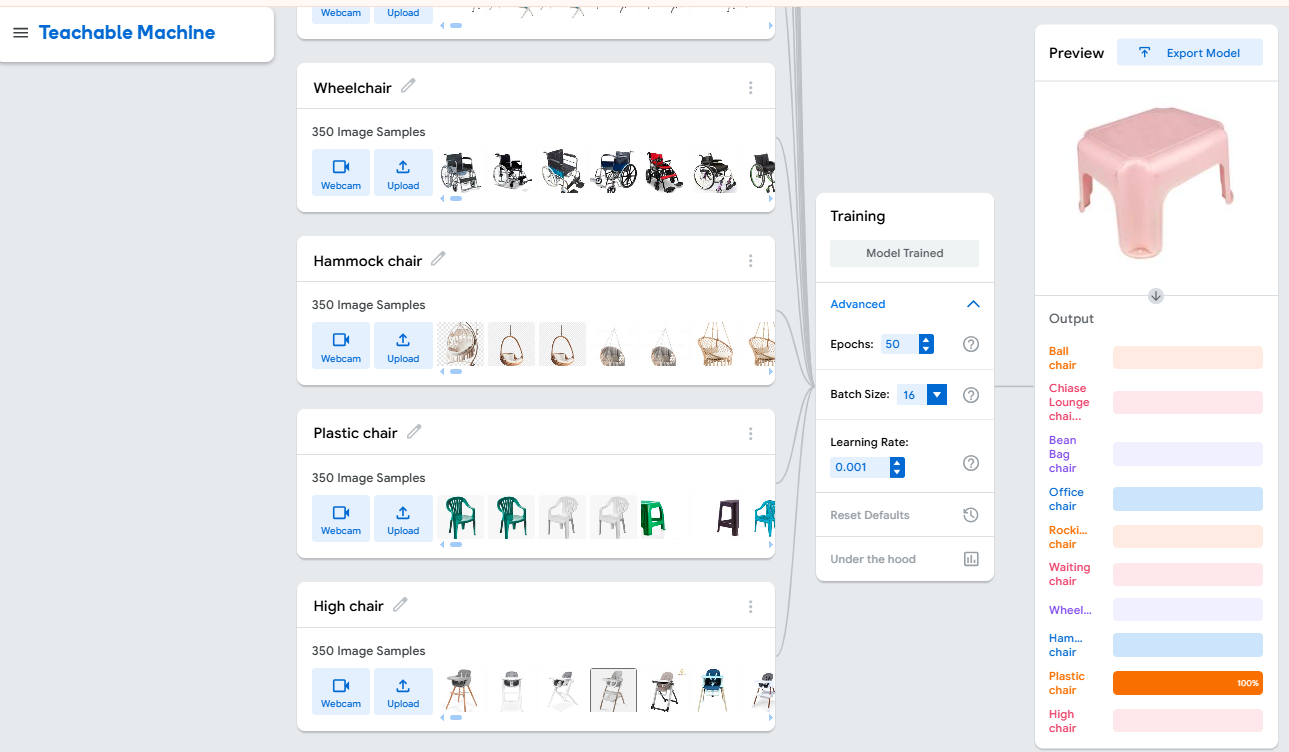 Teachable Machine
Webcam
Upload
Wheelchair
350 Image Samples
Webcam
Upload
Hammock chair
350 Image Samples
Webcam
Upload
Plastic chair
350 Image Samples
Webcam
Upload
High chair
350 Image Samples
Webcam
Upload
Training
Model Trained
Advanced
Epochs: 50
Batch Size: 16
Learning Rate:
0.001
Reset Defaults
Under the hood
Preview
Export Model
Output
Ball
chair
Chiase
Lounge
chai...
Bean
Bag
chair
Office
chair
Rocki...
chair
Waiting
chair
Wheel...
Ham...
chair
Plastic
chair
100%
High
chair